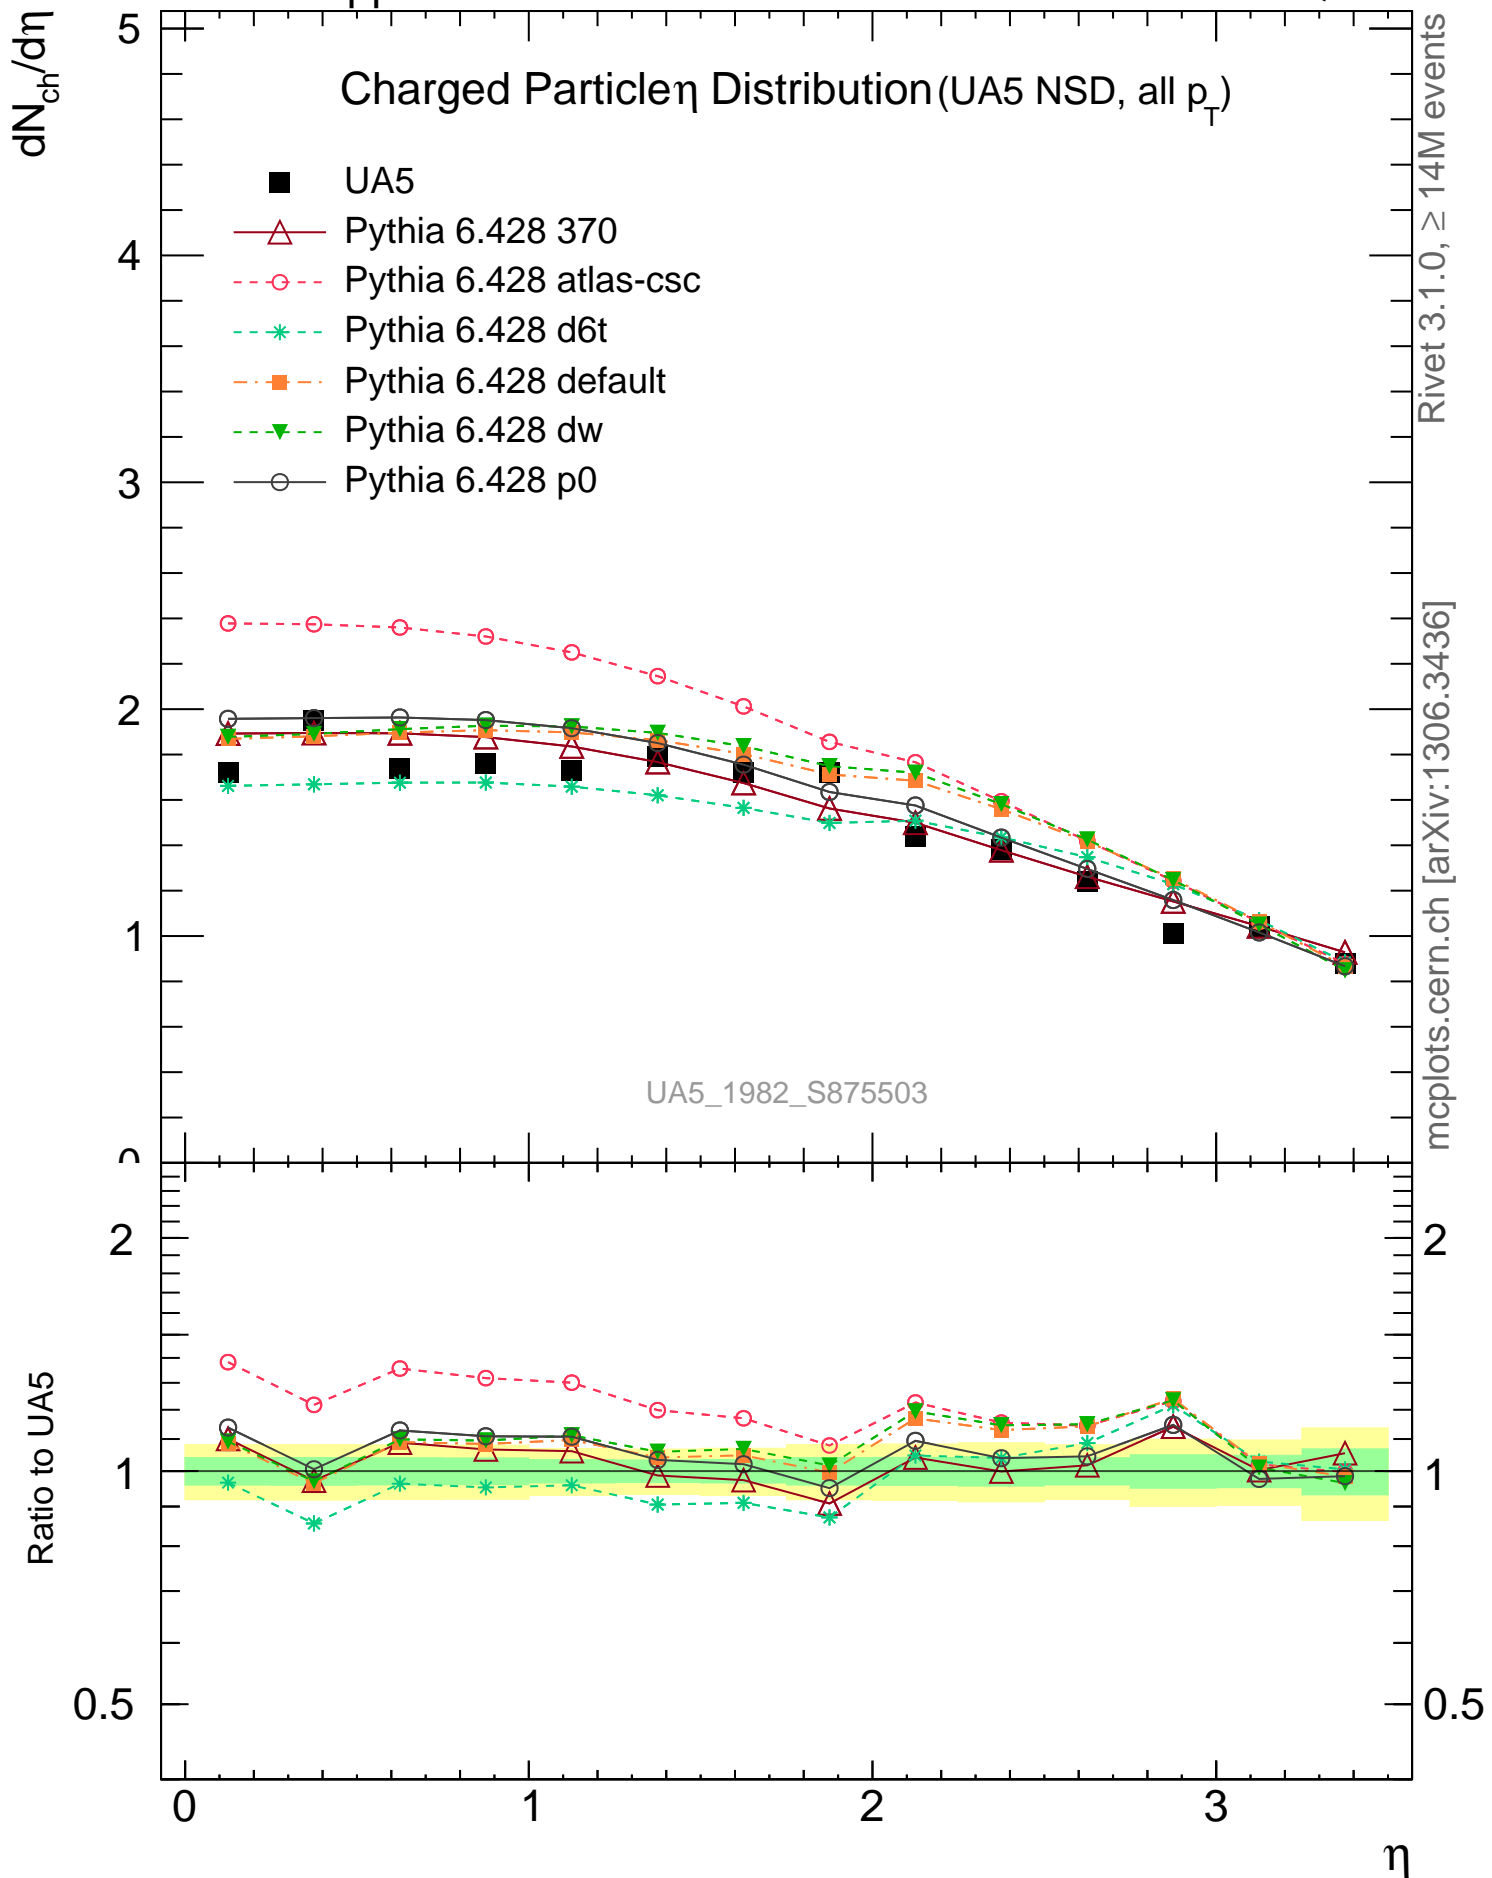 dN_ch/dη
Charged Particle η Distribution (UA5 NSD, all p_T)
UA5
Pythia 6.428 370
Pythia 6.428 atlas-csc
Pythia 6.428 d6t
Pythia 6.428 default
Pythia 6.428 dw
Pythia 6.428 p0
5
4
3
2
1
0
UA5_1982_S875503
Rivet 3.1.0, ≥ 14M events
mcplots.cern.ch [arXiv:1306.3436]
Ratio to UA5
2
1
0.5
2
1
0.5
0 1 2 3
η